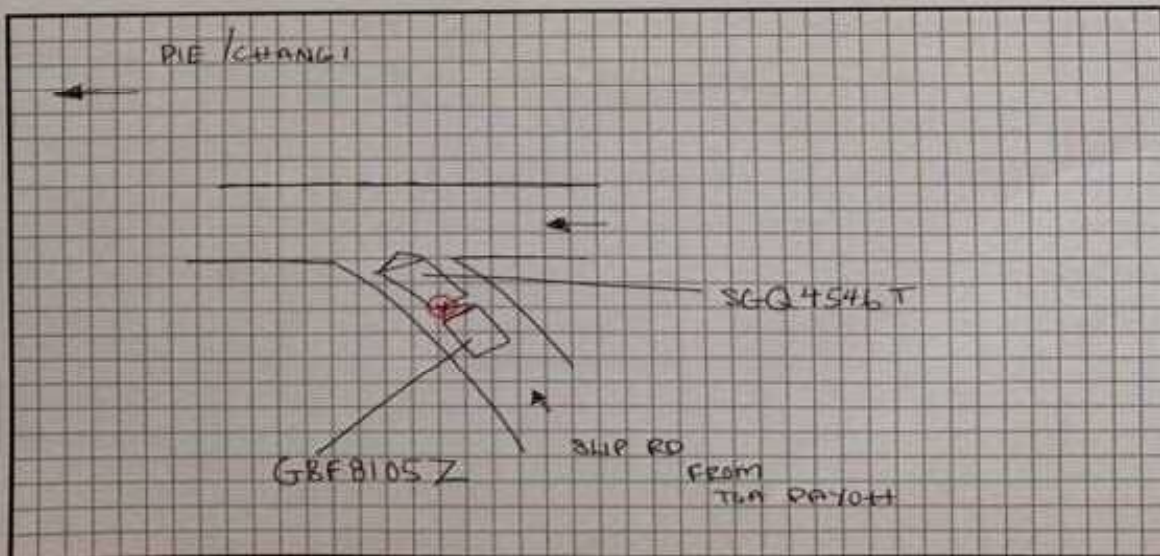 PIE / CHANGI
SGQ4546T
GBF8105Z
SLIP RD
FROM
TOA PAYOH